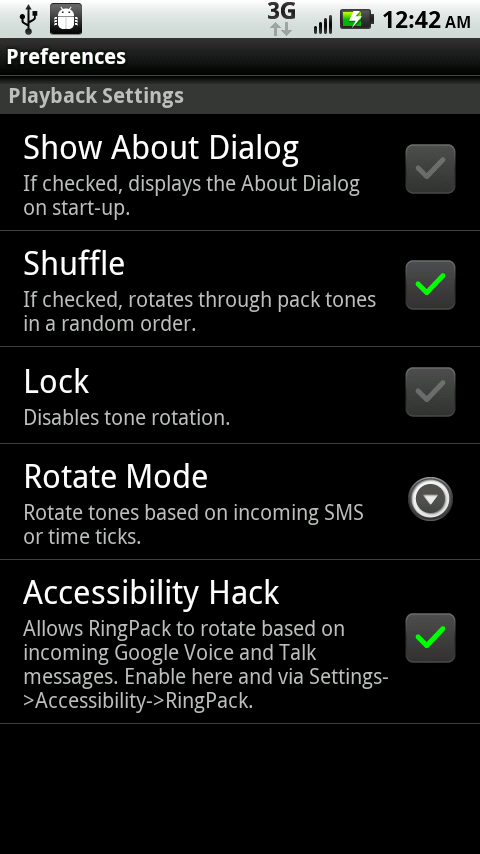 3G 12:42 AM
Preferences
Playback Settings
Show About Dialog
If checked, displays the About Dialog
on start-up.
Shuffle
If checked, rotates through pack tones
in a random order.
Lock
Disables tone rotation.
Rotate Mode
Rotate tones based on incoming SMS
or time ticks.
Accessibility Hack
Allows RingPack to rotate based on
incoming Google Voice and Talk
messages. Enable here and via Settings-
>Accessibility->RingPack.